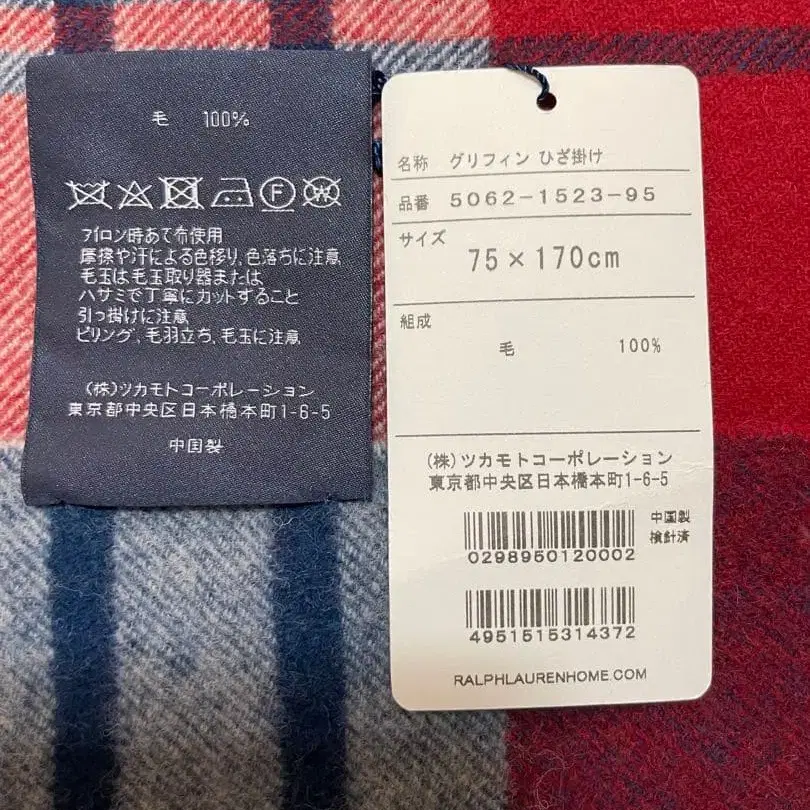 毛 100%
F W
アイロン時あて布使用
摩擦や汗による色移り、色落ちに注意
毛玉は毛玉取り器または
ハサミで丁寧にカットすること
引っ掛けに注意
ピリング、毛羽立ち、毛玉に注意
(株)ツカモトコーポレーション
東京都中央区日本橋本町1-6-5
中国製
名称 グリフィン ひざ掛け
品番 5062-1523-95
サイズ
75×170cm
組成
毛 100%
(株)ツカモトコーポレーション
東京都中央区日本橋本町1-6-5
中国製
検針済
0298950120002
4951515314372
RALPHLAURENHOME.COM